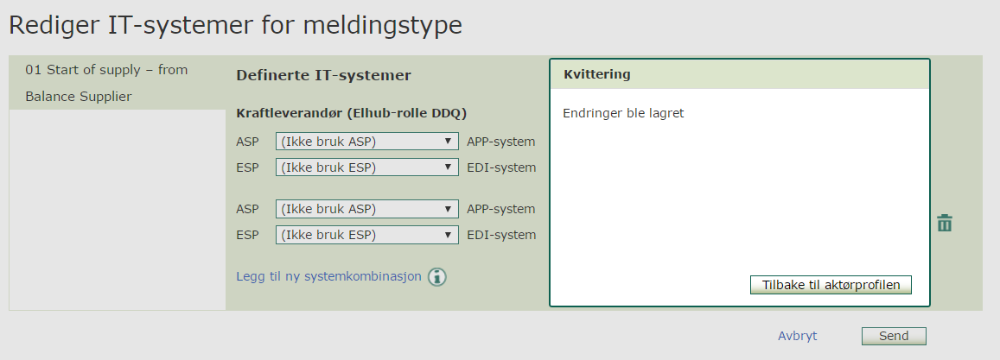 Rediger IT-systemer for meldingstype
01 Start of supply – from
Balance Supplier
Definerte IT-systemer
Kraftleverandør (Elhub-rolle DDQ)
ASP (Ikke bruk ASP) APP-system
ESP (Ikke bruk ESP) EDI-system
ASP (Ikke bruk ASP) APP-system
ESP (Ikke bruk ESP) EDI-system
Legg til ny systemkombinasjon
Kvittering
Endringer ble lagret
Tilbake til aktørprofilen
Avbryt Send